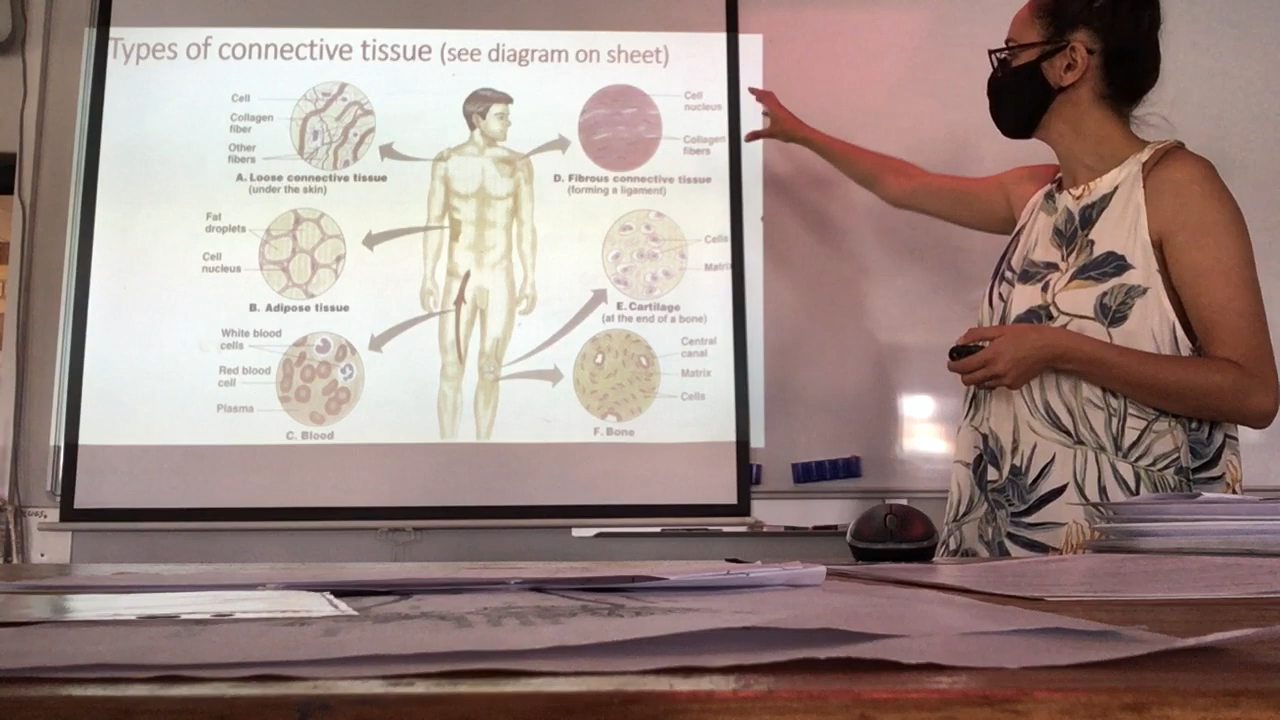 Types of connective tissue (see diagram on sheet)
Cell
Collagen
fiber
Other
fibers
A. Loose connective tissue
(under the skin)
Cell
nucleus
Collagen
fibers
D. Fibrous connective tissue
(forming a ligament)
Fat
droplets
Cell
nucleus
B. Adipose tissue
Cells
Matrix
E. Cartilage
(at the end of a bone)
White blood
cells
Red blood
cell
Plasma
C. Blood
Central
canal
Matrix
Cells
F. Bone